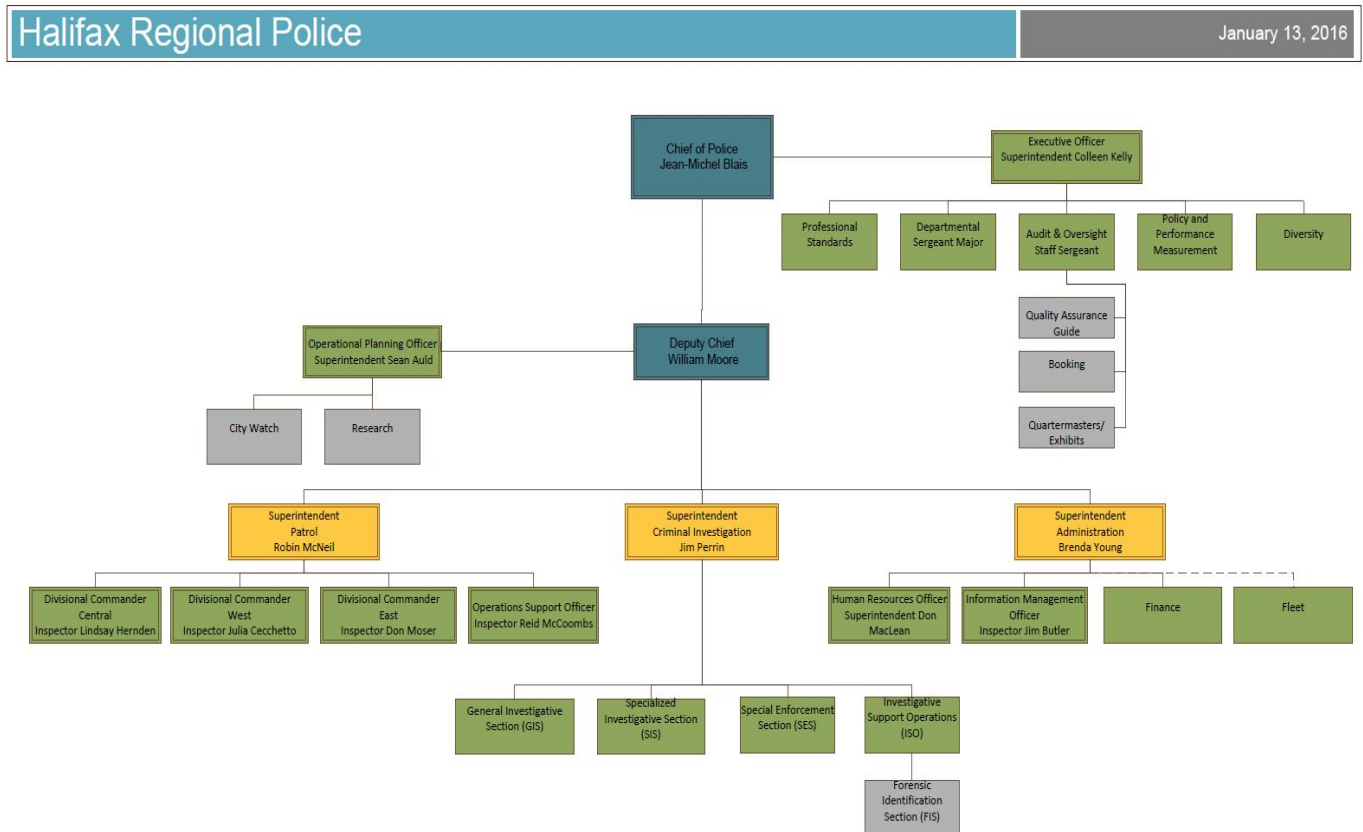 Halifax Regional Police
January 13, 2016
Chief of Police
Jean-Michel Blais
Executive Officer
Superintendent Colleen Kelly
Professional
Standards
Departmental
Sergeant Major
Audit & Oversight
Staff Sergeant
Policy and
Performance
Measurement
Diversity
Quality Assurance
Guide
Booking
Quartermasters/
Exhibits
Operational Planning Officer
Superintendent Sean Auld
Deputy Chief
William Moore
City Watch
Research
Superintendent
Patrol
Robin McNeil
Superintendent
Criminal Investigation
Jim Perrin
Superintendent
Administration
Brenda Young
Divisional Commander
Central
Inspector Lindsay Hernden
Divisional Commander
West
Inspector Julia Cecchetto
Divisional Commander
East
Inspector Don Moser
Operations Support Officer
Inspector Reid McCoombs
Human Resources Officer
Superintendent Don
MacLean
Information Management
Officer
Inspector Jim Butler
Finance
Fleet
General Investigative
Section (GIS)
Specialized
Investigative Section
(SIS)
Special Enforcement
Section (SES)
Investigative
Support Operations
(ISO)
Forensic
Identification
Section (FIS)